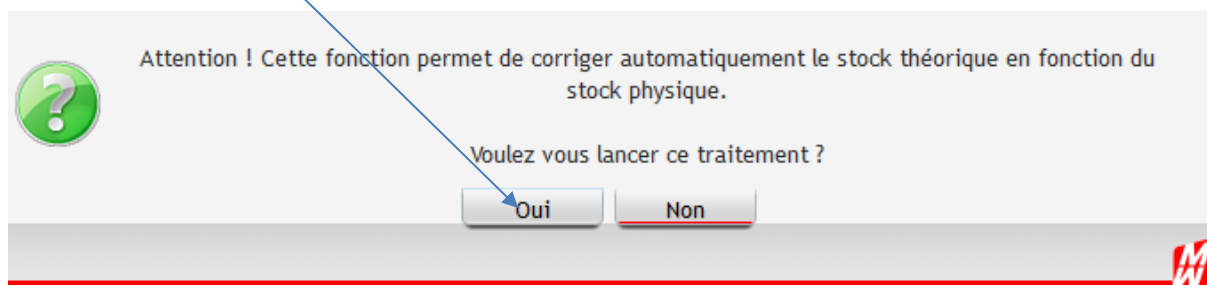 Attention ! Cette fonction permet de corriger automatiquement le stock théorique en fonction du
stock physique.
Voulez vous lancer ce traitement ?
Oui Non
MW